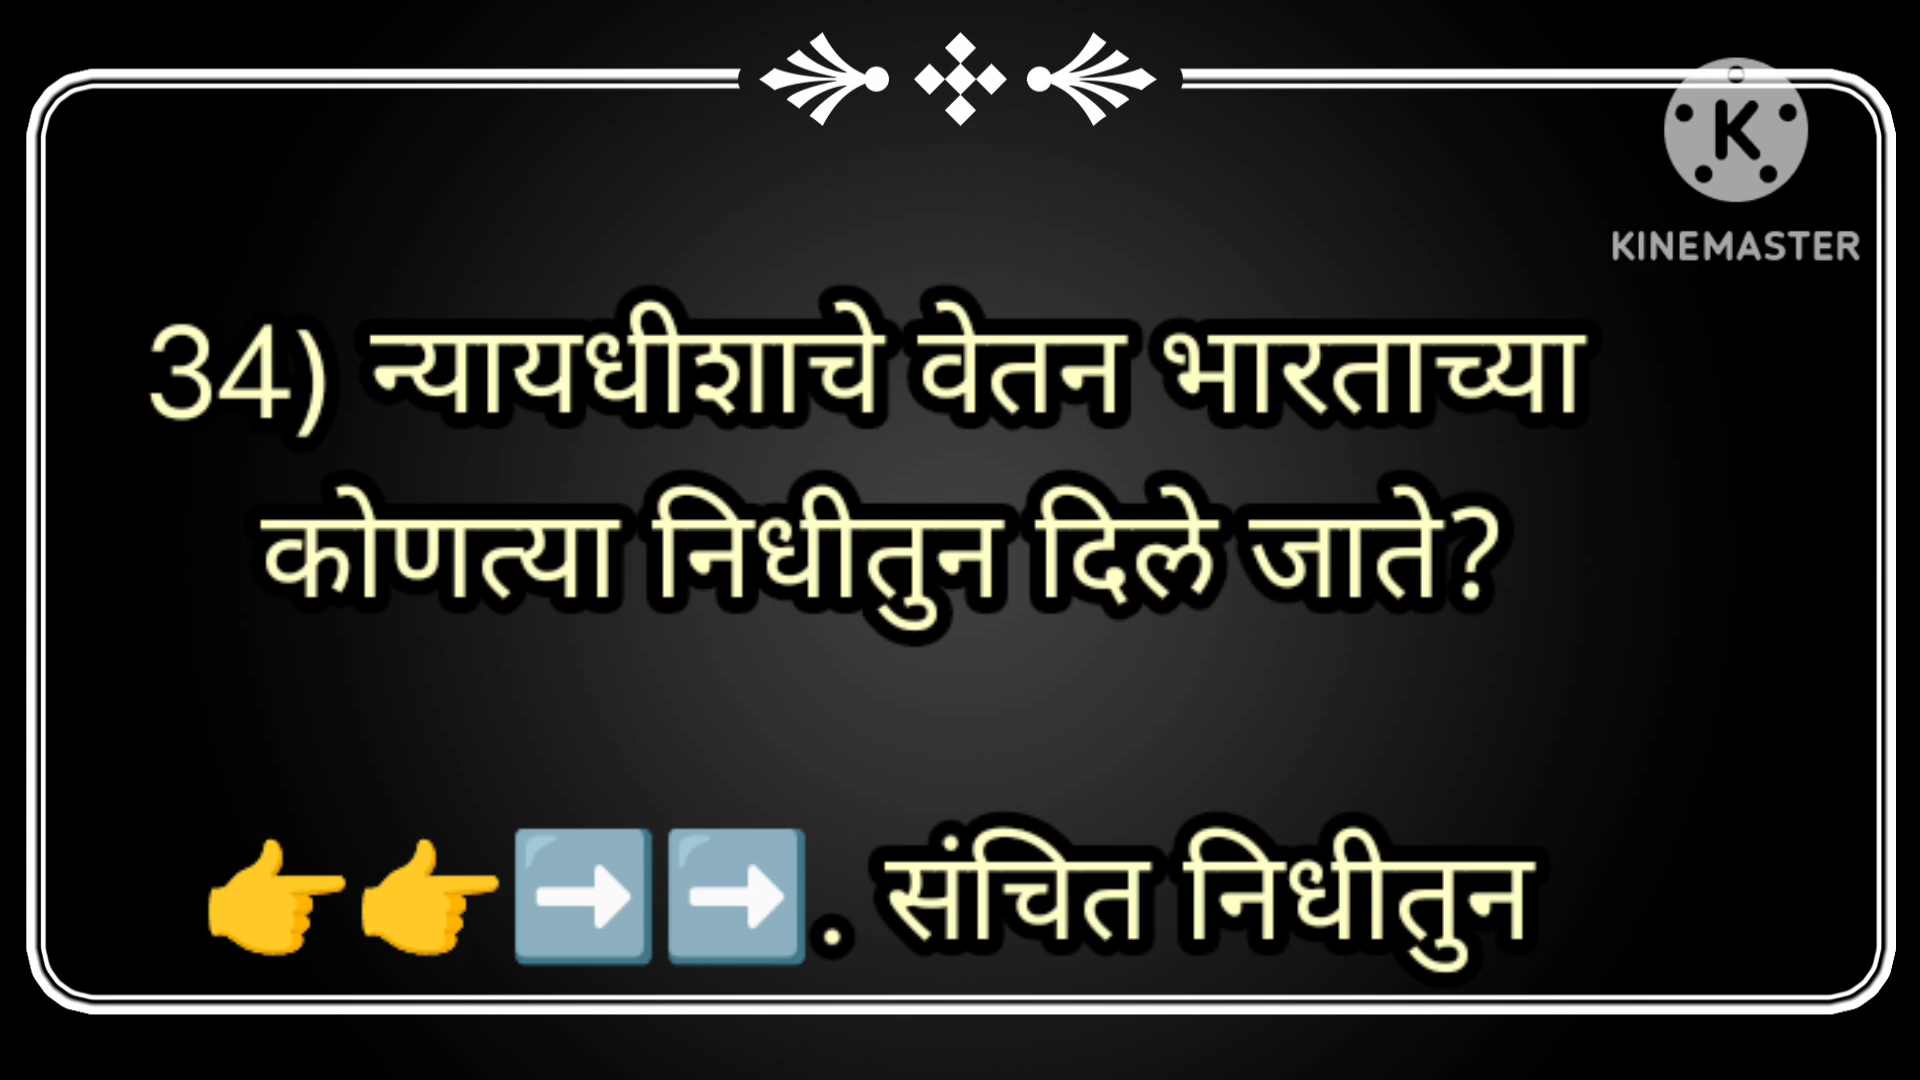 KINEMASTER
34) न्यायधीशाचे वेतन भारताच्या
कोणत्या निधीतुन दिले जाते?
👉👉➡️➡️. संचित निधीतुन